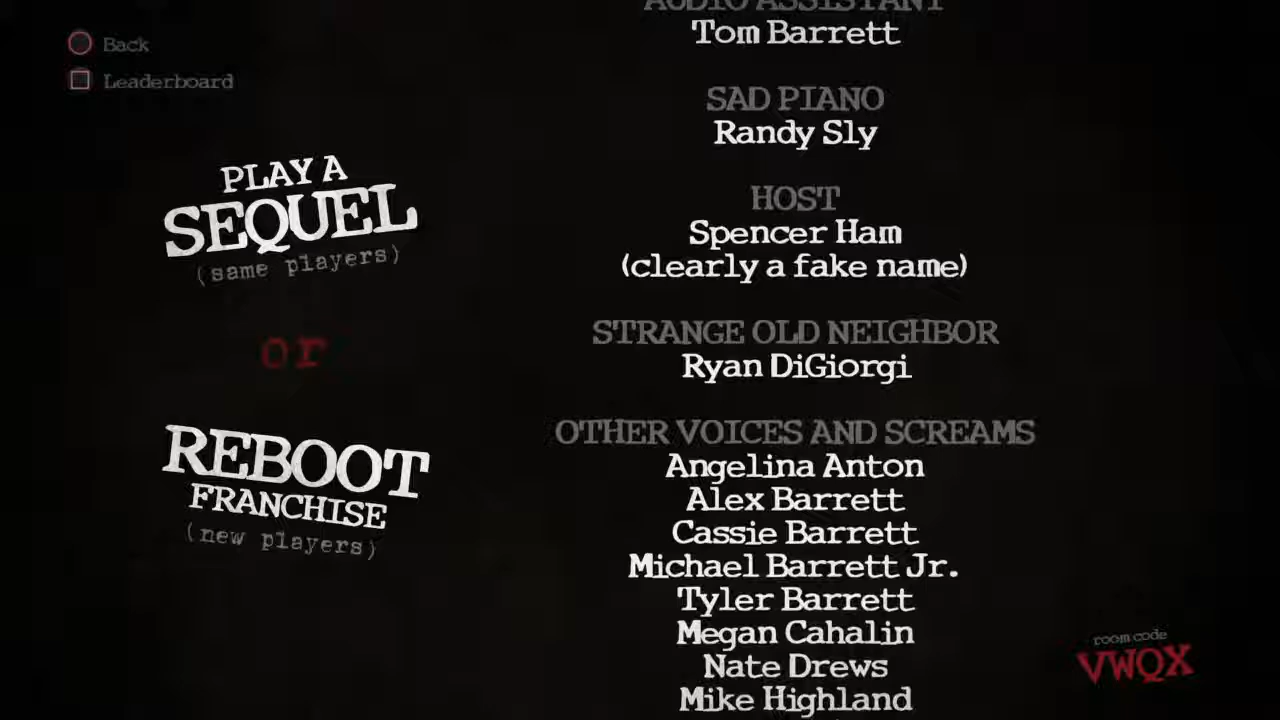 Back
Leaderboard
PLAY A
SEQUEL
(same players)
or
REBOOT
FRANCHISE
(new players)
AUDIO ASSISTANT
Tom Barrett
SAD PIANO
Randy Sly
HOST
Spencer Ham
(clearly a fake name)
STRANGE OLD NEIGHBOR
Ryan DiGiorgi
OTHER VOICES AND SCREAMS
Angelina Anton
Alex Barrett
Cassie Barrett
Michael Barrett Jr.
Tyler Barrett
Megan Cahalin
Nate Drews
Mike Highland
room code
VWQX